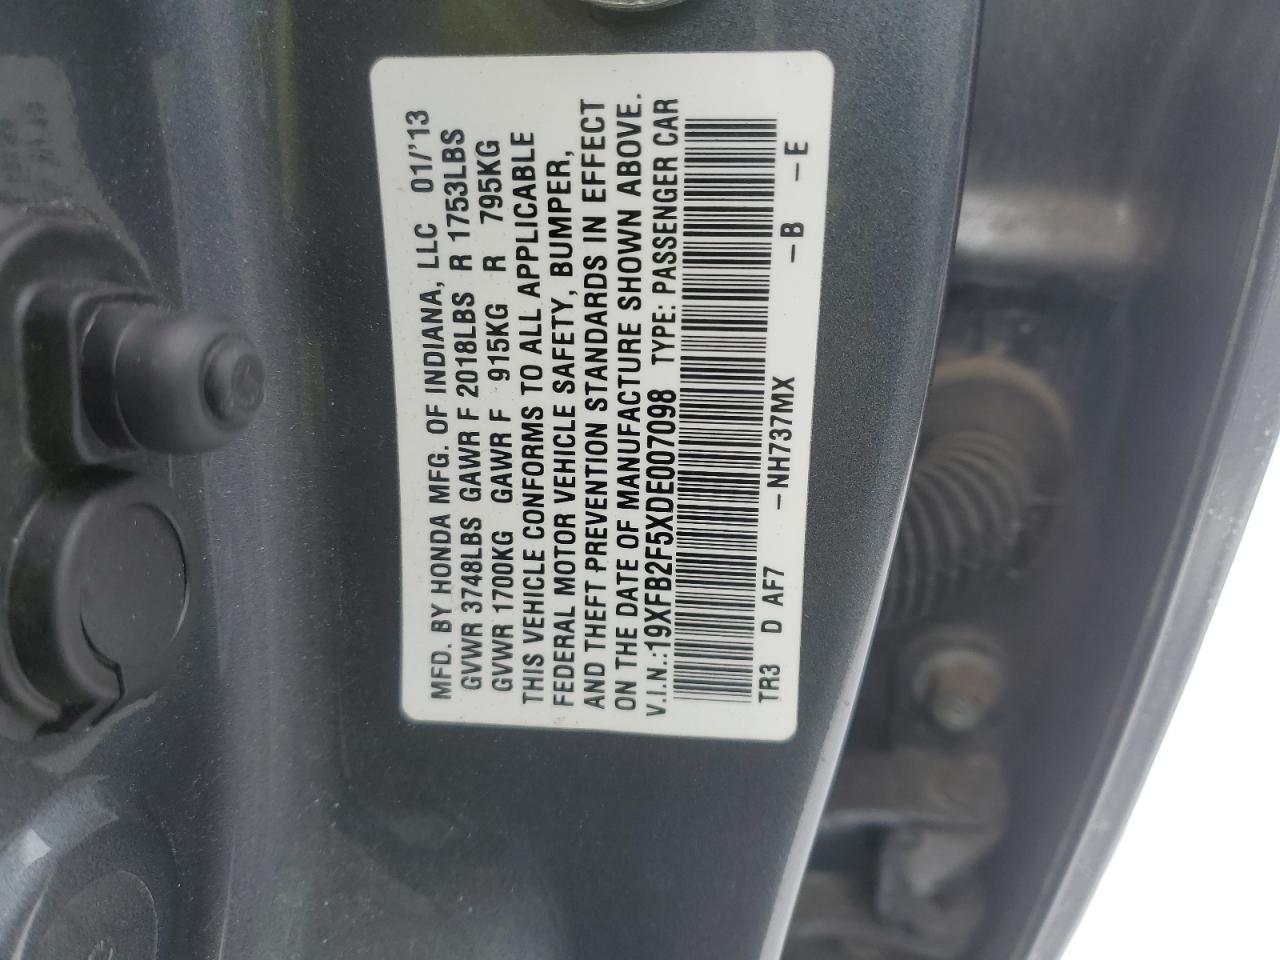 MFD. BY HONDA MFG. OF INDIANA, LLC 01/'13
GVWR 3748LBS GAWR F 2018LBS R 1753LBS
GVWR 1700KG GAWR F 915KG R 795KG
THIS VEHICLE CONFORMS TO ALL APPLICABLE
FEDERAL MOTOR VEHICLE SAFETY, BUMPER,
AND THEFT PREVENTION STANDARDS IN EFFECT
ON THE DATE OF MANUFACTURE SHOWN ABOVE.
V.I.N.:19XFB2F5XDE007098 TYPE: PASSENGER CAR
TR3 D AF7 -NH737MX -B -E